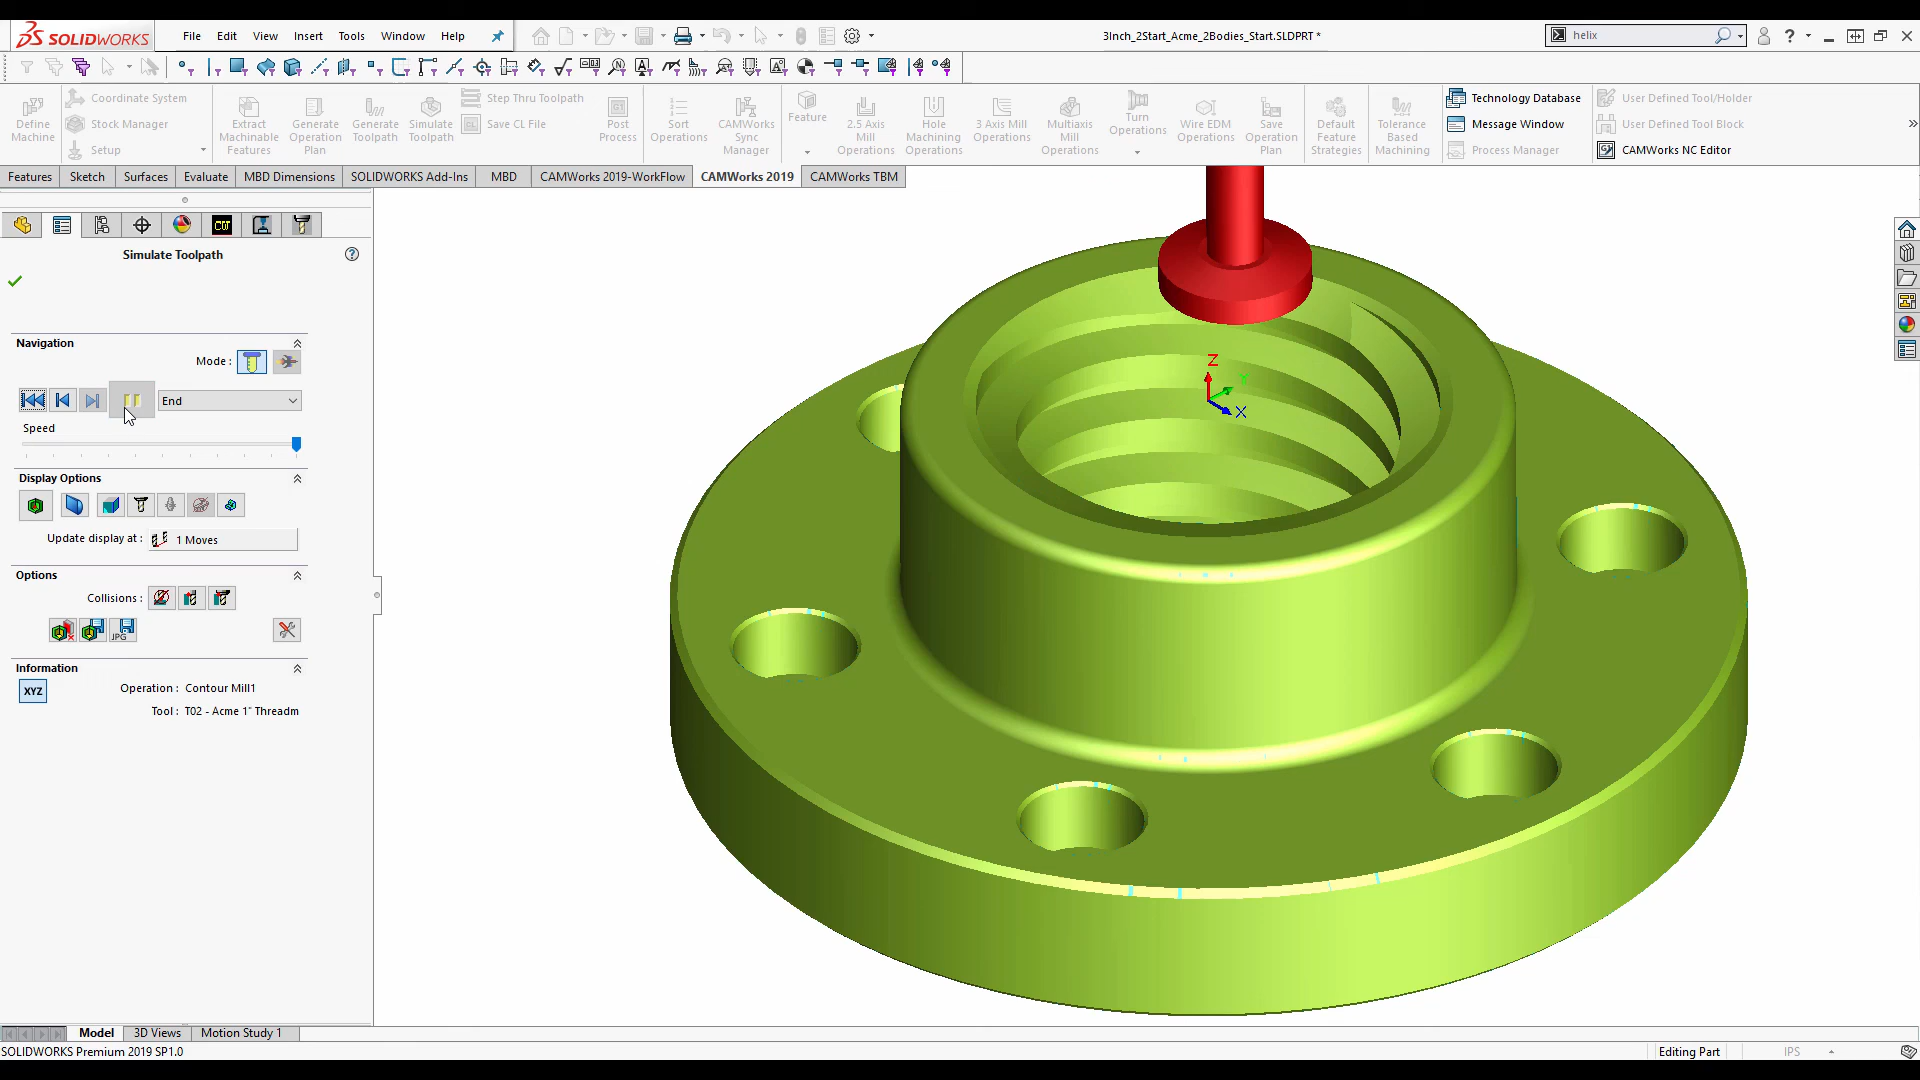 SOLIDWORKS
File Edit View Insert Tools Window Help
3Inch_2Start_Acme_2Bodies_Start.SLDPRT *
helix
Define Machine
Coordinate System
Stock Manager
Setup
Extract Machinable Features
Generate Operation Plan
Generate Toolpath
Simulate Toolpath
Step Thru Toolpath
Save CL File
G1
Post Process
Sort Operations
CAMWorks Sync Manager
Feature
2.5 Axis Mill Operations
Hole Machining Operations
3 Axis Mill Operations
Multiaxis Mill Operations
Turn Operations
Wire EDM Operations
Save Operation Plan
Default Feature Strategies
Tolerance Based Machining
Technology Database
Message Window
Process Manager
User Defined Tool/Holder
User Defined Tool Block
CAMWorks NC Editor
Features Sketch Surfaces Evaluate MBD Dimensions SOLIDWORKS Add-Ins MBD CAMWorks 2019-WorkFlow CAMWorks 2019 CAMWorks TBM
CW
Simulate Toolpath
Navigation
Mode :
End
Speed
Display Options
Update display at : 1 Moves
Options
Collisions :
JPG
Information
XYZ
Operation : Contour Mill1
Tool : T02 - Acme 1" Threadm
Z
Y
X
Model 3D Views Motion Study 1
SOLIDWORKS Premium 2019 SP1.0
Editing Part
IPS